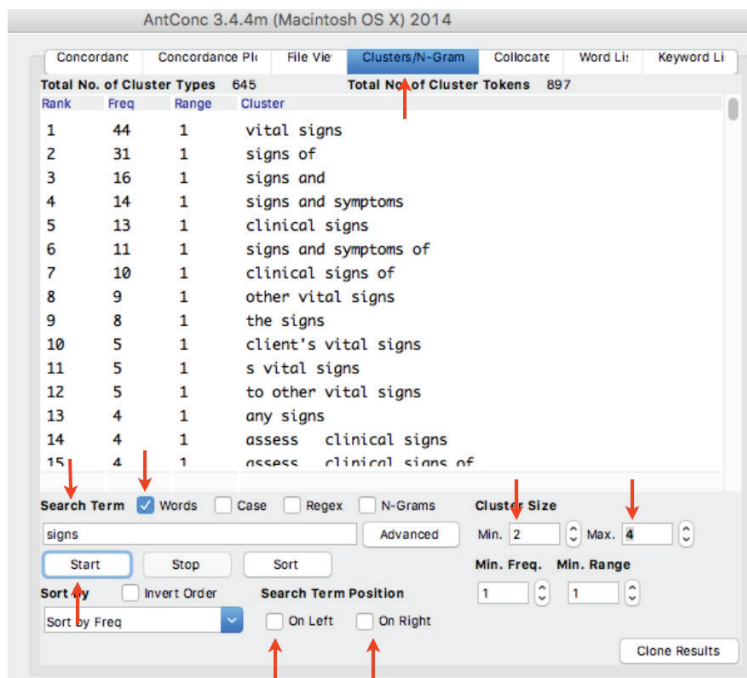 AntConc 3.4.4m (Macintosh OS X) 2014
Concordanc Concordance Plo File Vie Clusters/N-Gram Collocate Word Lis Keyword Li
Total No. of Cluster Types 645 Total No. of Cluster Tokens 897
Rank Freq Range Cluster
1 44 1 vital signs
2 31 1 signs of
3 16 1 signs and
4 14 1 signs and symptoms
5 13 1 clinical signs
6 11 1 signs and symptoms of
7 10 1 clinical signs of
8 9 1 other vital signs
9 8 1 the signs
10 5 1 client's vital signs
11 5 1 s vital signs
12 5 1 to other vital signs
13 4 1 any signs
14 4 1 assess clinical signs
15 4 1 assess clinical signs of
Search Term Words Case Regex N-Grams Cluster Size
signs Advanced Min. 2 Max. 4
Start Stop Sort Min. Freq. Min. Range
Sort by Invert Order Search Term Position 1 1
Sort by Freq On Left On Right
Clone Results